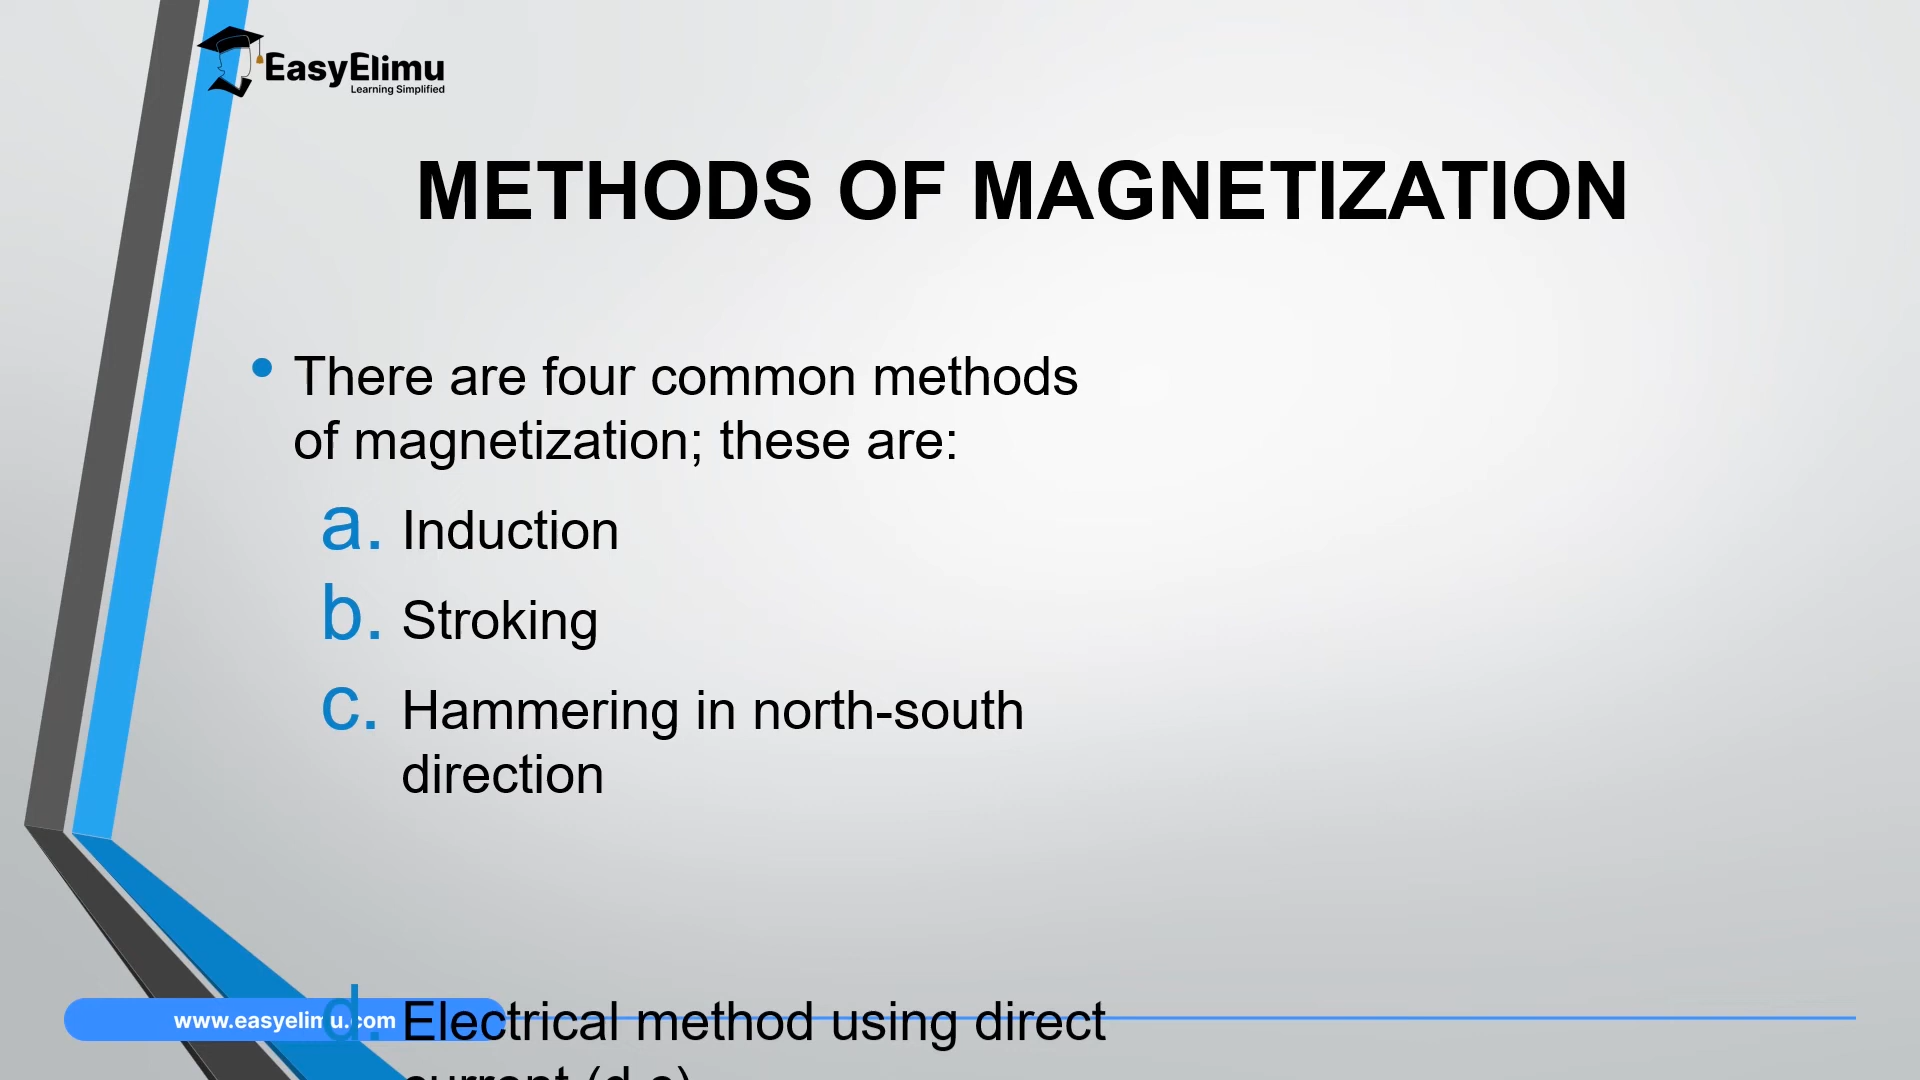 EasyElimu
Learning Simplified
METHODS OF MAGNETIZATION
• There are four common methods
of magnetization; these are:
a. Induction
b. Stroking
c. Hammering in north-south
direction
d. Electrical method using direct
current (d.c)
www.easyelimu.com